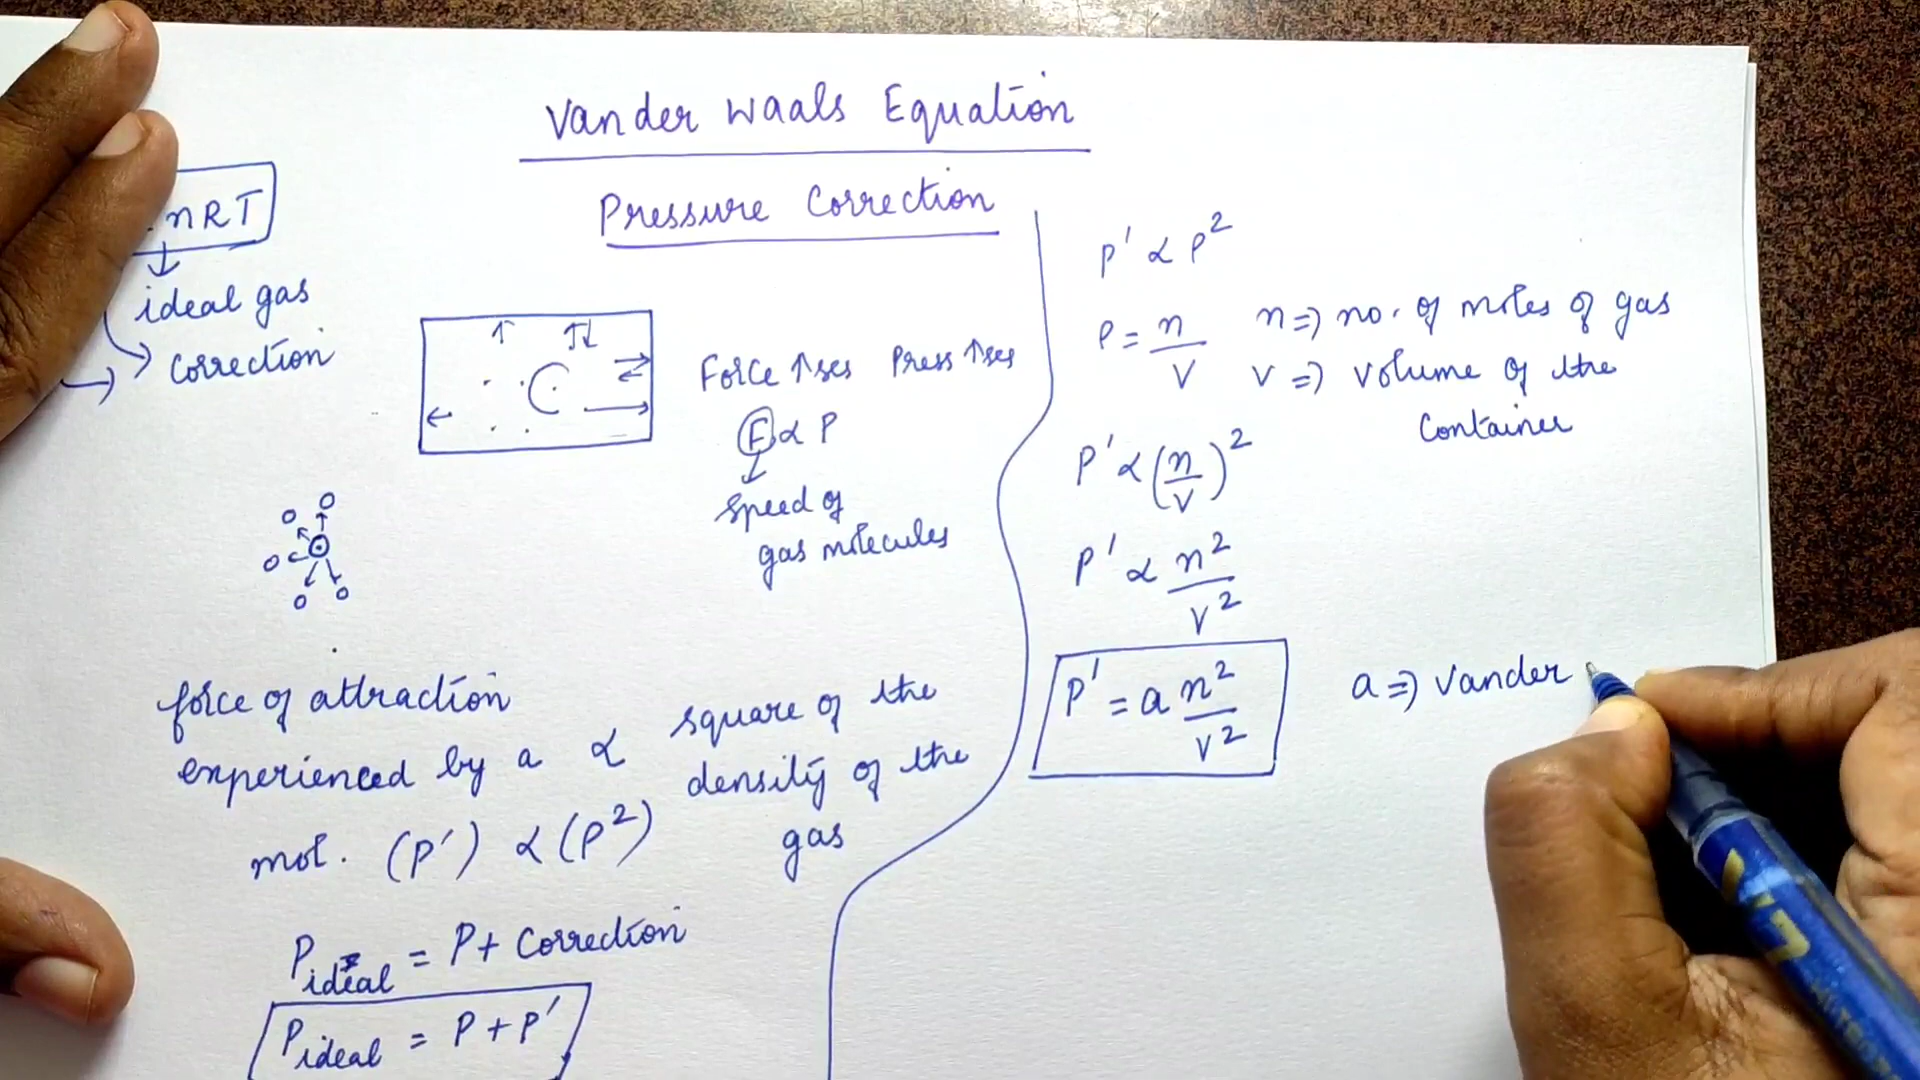 Vander Waals Equation
Pressure Correction
nRT
ideal gas
correction
Force ↑ses Press ↑ses
F ∝ P
speed of
gas molecules
force of attraction
experienced by a ∝ square of the
density of the
mol. (P') ∝ (ρ²) gas
P ideal = P + Correction
P ideal = P + P'
P' ∝ ρ²
ρ = n/V n ⇒ no. of moles of gas
V ⇒ volume of the
Container
P' ∝ (n/V)²
P' ∝ n²/V²
P' = a n²/V² a ⇒ Vander